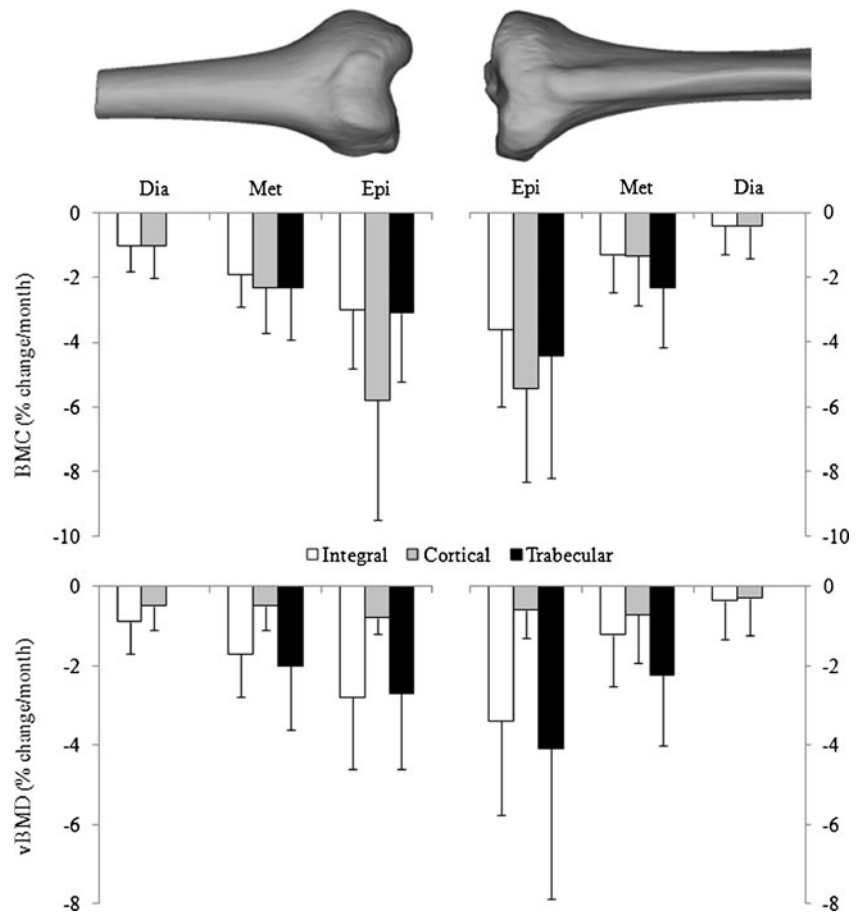 Dia Met Epi Epi Met Dia
0 0
-2 -2
-4 -4
-6 -6
-8 -8
-10 -10
BMC (% change/month)
Integral Cortical Trabecular
0 0
-2 -2
-4 -4
-6 -6
-8 -8
vBMD (% change/month)